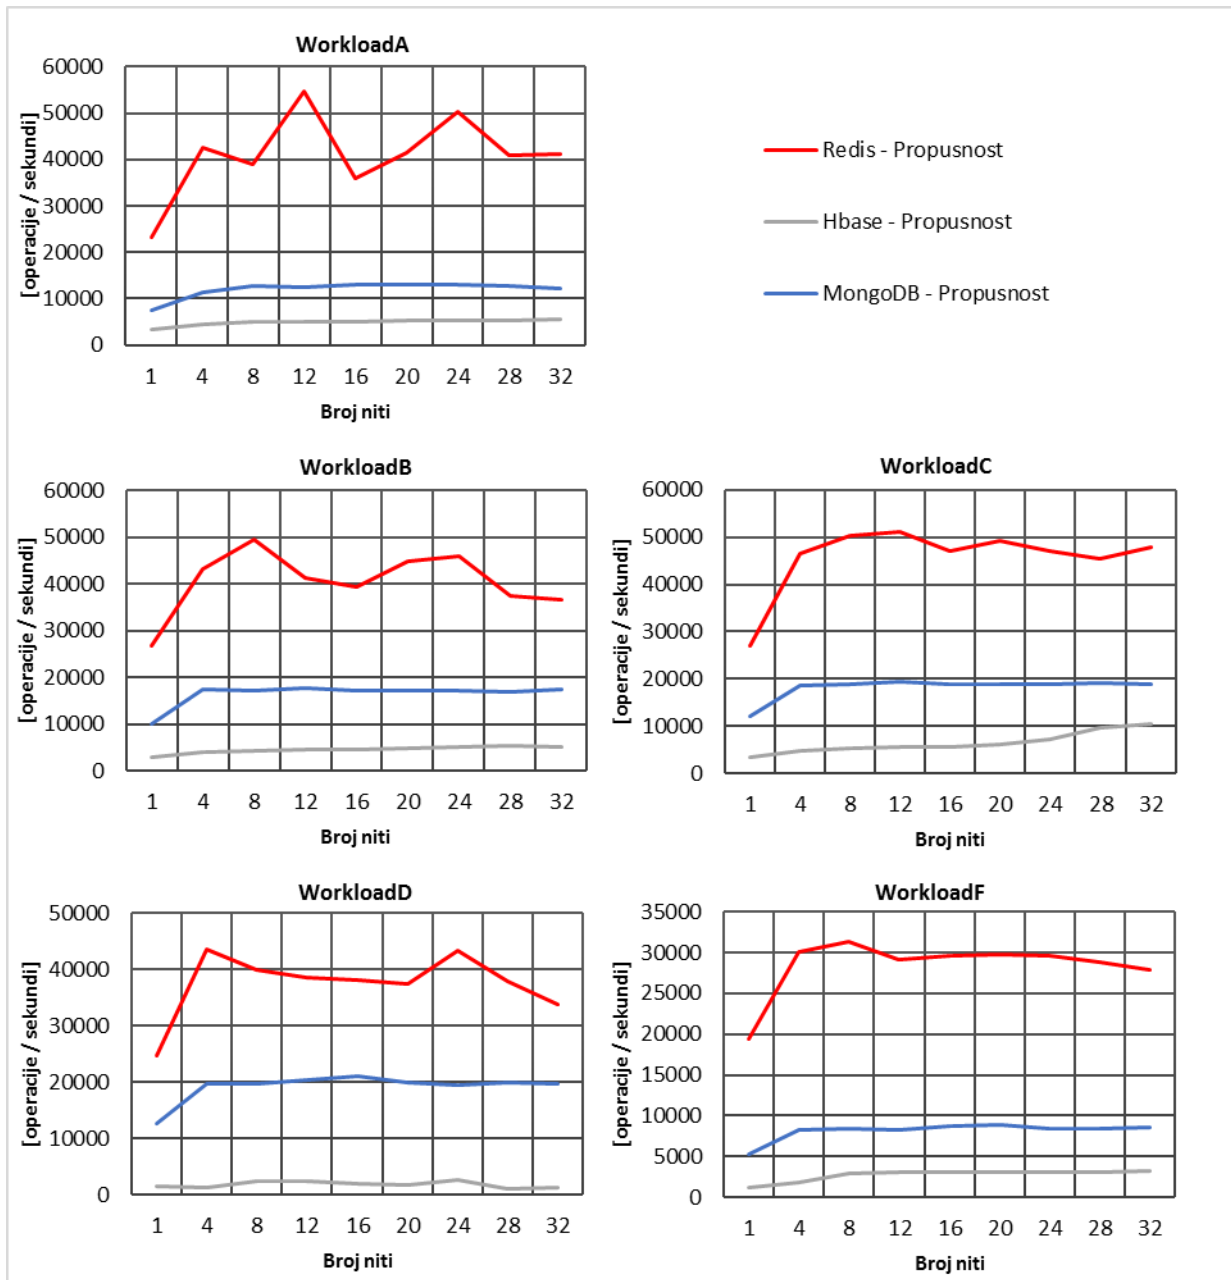 WorkloadA
[operacije / sekundi]
60000
50000
40000
30000
20000
10000
0
1 4 8 12 16 20 24 28 32
Broj niti
Redis - Propusnost
Hbase - Propusnost
MongoDB - Propusnost
WorkloadB
[operacije / sekundi]
60000
50000
40000
30000
20000
10000
0
1 4 8 12 16 20 24 28 32
Broj niti
WorkloadC
[operacije / sekundi]
60000
50000
40000
30000
20000
10000
0
1 4 8 12 16 20 24 28 32
Broj niti
WorkloadD
[operacije / sekundi]
50000
40000
30000
20000
10000
0
1 4 8 12 16 20 24 28 32
Broj niti
WorkloadF
[operacije / sekundi]
35000
30000
25000
20000
15000
10000
5000
0
1 4 8 12 16 20 24 28 32
Broj niti